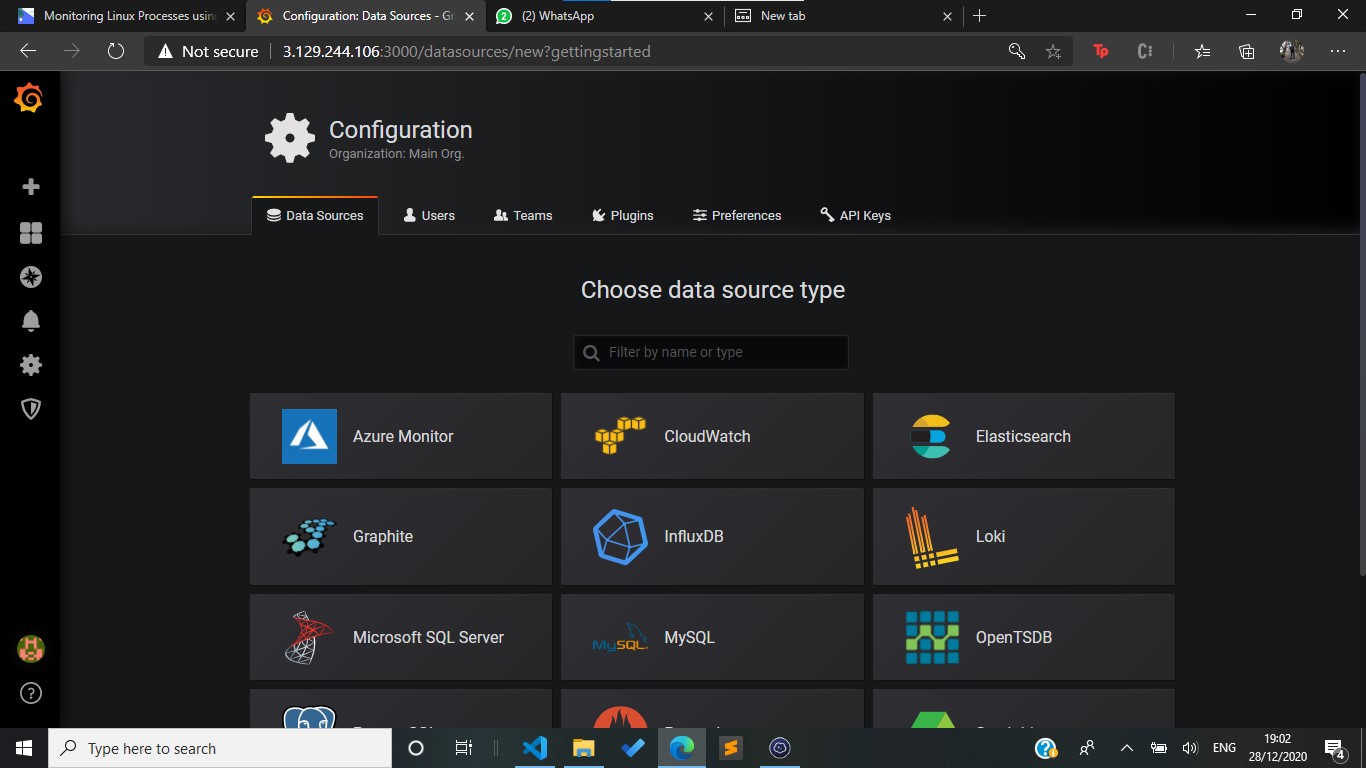 Monitoring Linux Processes usin
Configuration: Data Sources - Gr
(2) WhatsApp
New tab
Not secure
3.129.244.106:3000/datasources/new?gettingstarted
Tp
Configuration
Organization: Main Org.
Data Sources
Users
Teams
Plugins
Preferences
API Keys
Choose data source type
Filter by name or type
Azure Monitor
CloudWatch
Elasticsearch
Graphite
InfluxDB
Loki
Microsoft SQL Server
MySQL
MySQL
OpenTSDB
Type here to search
ENG
19:02
28/12/2020
4